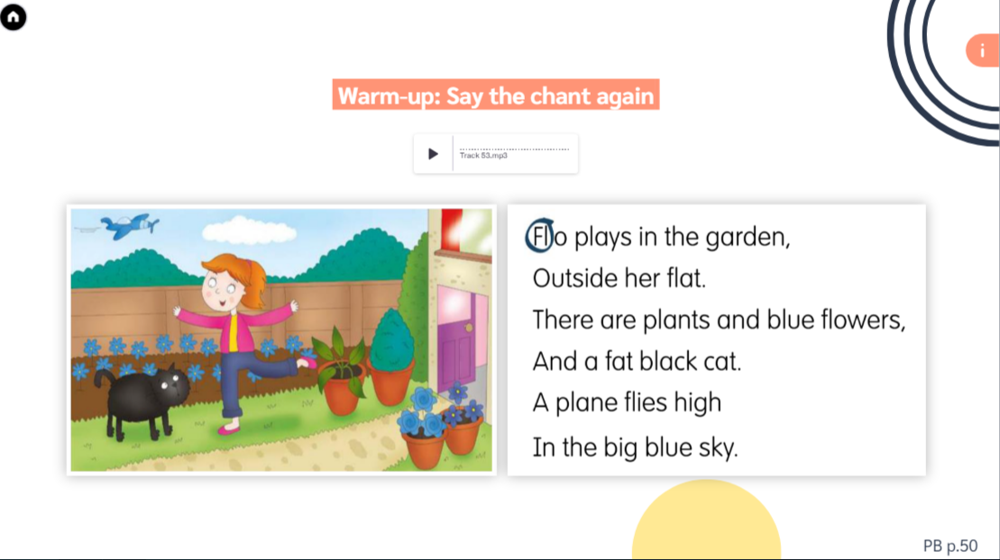 i
Warm-up: Say the chant again
Track 53.mp3
Flo plays in the garden,
Outside her flat.
There are plants and blue flowers,
And a fat black cat.
A plane flies high
In the big blue sky.
PB p.50